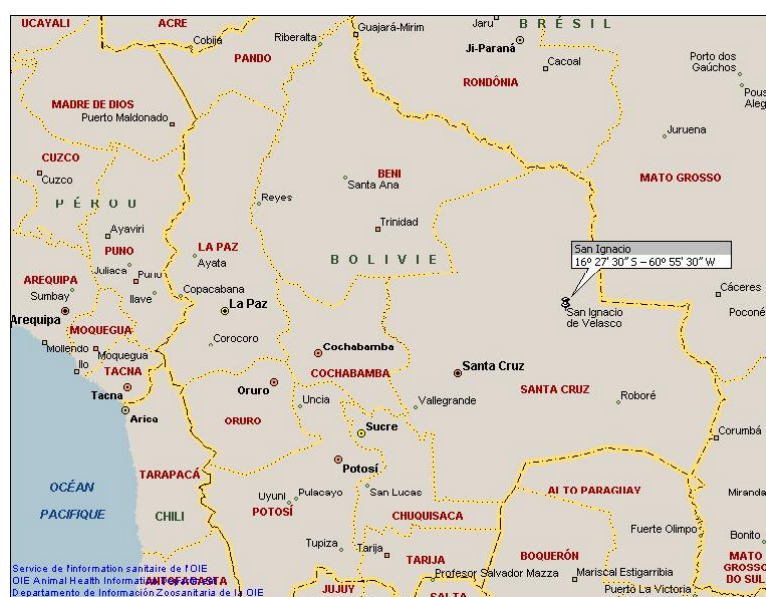 UCAYALI
ACRE
Cobija
Riberalta
Guajará-Mirim
Jaru
BRÉSIL
PANDO
Ji-Paraná
Cacoal
RONDÔNIA
Porto dos
Gaúchos
MADRE DE DIOS
Puerto Maldonado
Juruena
CUZCO
Cuzco
BENI
Santa Ana
MATO GROSSO
PÉROU
Reyes
Ayaviri
Trinidad
PUNO
LA PAZ
BOLIVIE
San Ignacio
16º 27' 30" S – 60º 55' 30" W
Juliaca
Puno
Ayata
AREQUIPA
Sumbay
Ilave
Copacabana
Cáceres
Arequipa
La Paz
San Ignacio
de Velasco
Poconé
MOQUEGUA
Mollendo
Moquegua
Corocoro
Cochabamba
Ilo
TACNA
COCHABAMBA
Santa Cruz
Tacna
Oruro
SANTA CRUZ
Uncia
Vallegrande
Roboré
Arica
ORURO
Sucre
Corumbá
Potosí
TARAPACÁ
OCÉAN
PACIFIQUE
Uyuni
Pulacayo
San Lucas
ALTO PARAGUAY
Miranda
CHILI
POTOSÍ
CHUQUISACA
Fuerte Olimpo
Bonito
Tupiza
Tarija
TARIJA
BOQUERÓN
MATO
GROSSO
DO SUL
Service de l'information sanitaire de l'OIE
OIE Animal Health Information Department
Departamento de Información Zoosanitaria de la OIE
ANTOFAGASTA
JUJUY
SALTA
Profesor Salvador Mazza
Mariscal Estigarribia
Puerto La Victoria